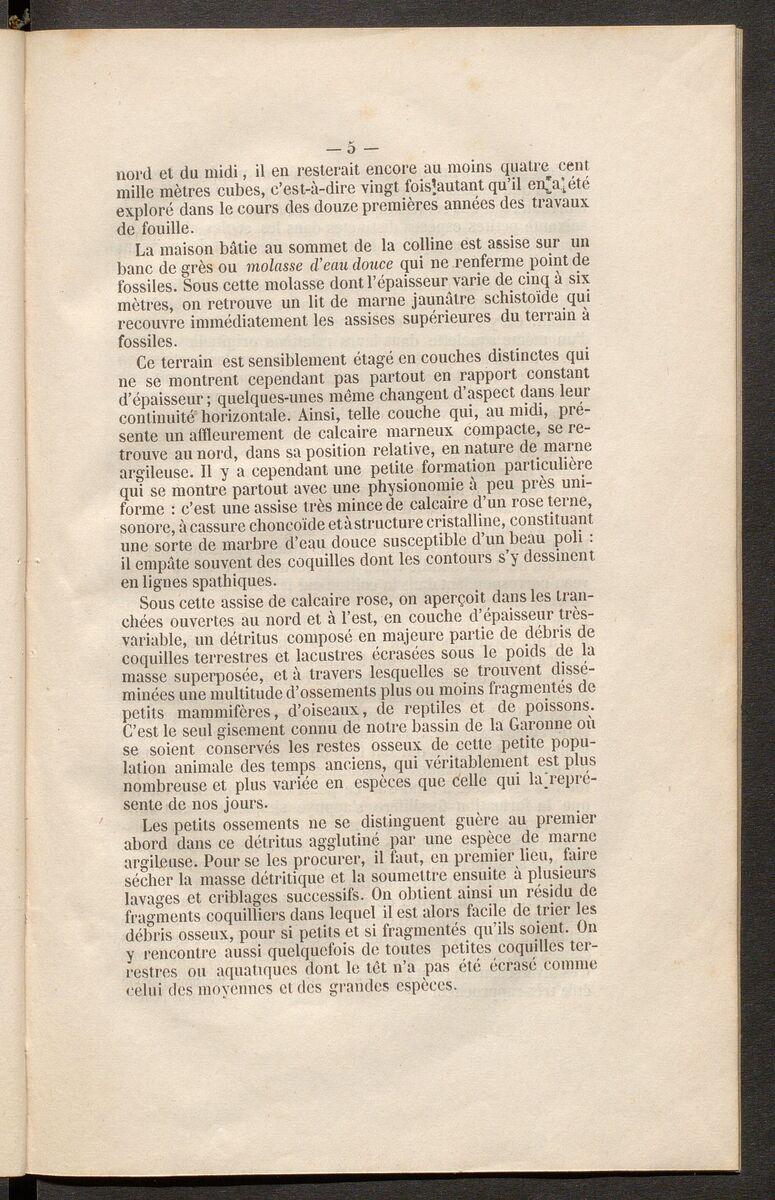 — 5 —
nord et du midi, il en resterait encore au moins quatre cent
mille mètres cubes, c'est-à-dire vingt fois autant qu'il en a été
exploré dans le cours des douze premières années des travaux
de fouille.
La maison bâtie au sommet de la colline est assise sur un
banc de grès ou molasse d'eau douce qui ne renferme point de
fossiles. Sous cette molasse dont l'épaisseur varie de cinq à six
mètres, on retrouve un lit de marne jaunâtre schistoïde qui
recouvre immédiatement les assises supérieures du terrain à
fossiles.
Ce terrain est sensiblement étagé en couches distinctes qui
ne se montrent cependant pas partout en rapport constant
d'épaisseur ; quelques-unes même changent d'aspect dans leur
continuité horizontale. Ainsi, telle couche qui, au midi, pré-
sente un affleurement de calcaire marneux compacte, se re-
trouve au nord, dans sa position relative, en nature de marne
argileuse. Il y a cependant une petite formation particulière
qui se montre partout avec une physionomie à peu près uni-
forme : c'est une assise très mince de calcaire d'un rose terne,
sonore, à cassure choncoïde et à structure cristalline, constituant
une sorte de marbre d'eau douce susceptible d'un beau poli :
il empâte souvent des coquilles dont les contours s'y dessinent
en lignes spathiques.
Sous cette assise de calcaire rose, on aperçoit dans les tran-
chées ouvertes au nord et à l'est, en couche d'épaisseur très-
variable, un détritus composé en majeure partie de débris de
coquilles terrestres et lacustres écrasées sous le poids de la
masse superposée, et à travers lesquelles se trouvent dissé-
minées une multitude d'ossements plus ou moins fragmentés de
petits mammifères, d'oiseaux, de reptiles et de poissons.
C'est le seul gisement connu de notre bassin de la Garonne où
se soient conservés les restes osseux de cette petite popu-
lation animale des temps anciens, qui véritablement est plus
nombreuse et plus variée en espèces que celle qui la repré-
sente de nos jours.
Les petits ossements ne se distinguent guère au premier
abord dans ce détritus agglutiné par une espèce de marne
argileuse. Pour se les procurer, il faut, en premier lieu, faire
sécher la masse détritique et la soumettre ensuite à plusieurs
lavages et criblages successifs. On obtient ainsi un résidu de
fragments coquilliers dans lequel il est alors facile de trier les
débris osseux, pour si petits et si fragmentés qu'ils soient. On
y rencontre aussi quelquefois de toutes petites coquilles ter-
restres ou aquatiques dont le têt n'a pas été écrasé comme
celui des moyennes et des grandes espèces.